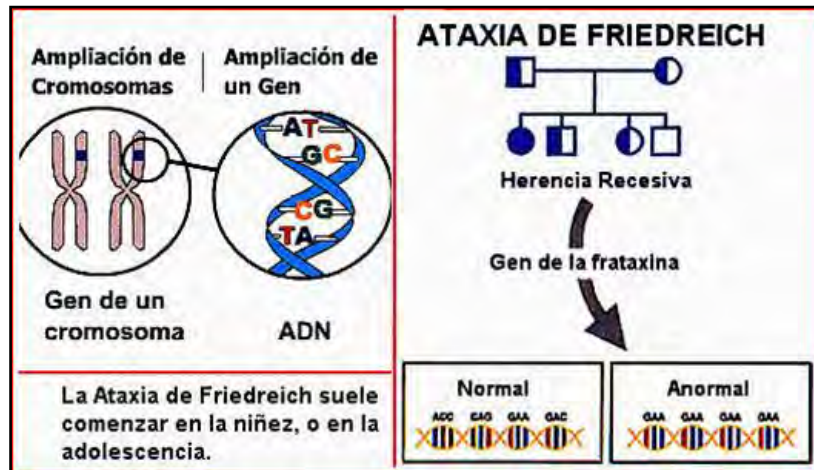 Ampliación de
Cromosomas
Ampliación de
un Gen
AT
GC
CG
TA
Gen de un
cromosoma
ADN
La Ataxia de Friedreich suele
comenzar en la niñez, o en la
adolescencia.
ATAXIA DE FRIEDREICH
Herencia Recesiva
Gen de la frataxina
Normal
ACC CAG GAA GAC
Anormal
GAA GAA GAA GAA